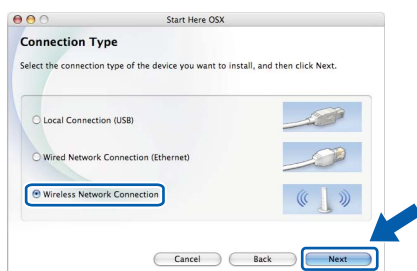 Start Here OSX
Connection Type
Select the connection type of the device you want to install, and then click Next.
Local Connection (USB)
Wired Network Connection (Ethernet)
Wireless Network Connection
Cancel Back Next